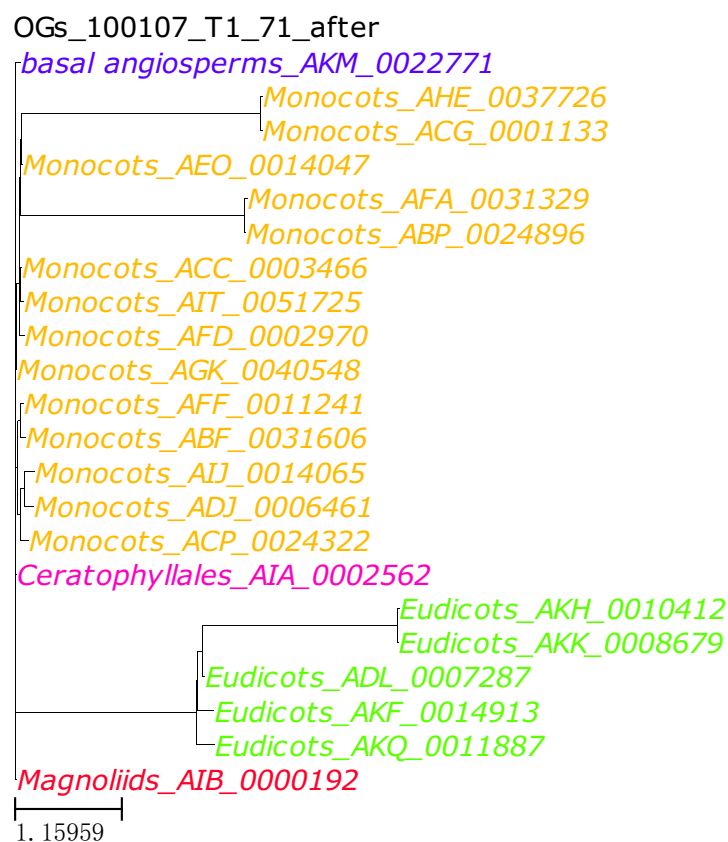 OGs_100107_T1_71_after
basal angiosperms_AKM_0022771
Monocots_AHE_0037726
Monocots_ACG_0001133
Monocots_AEO_0014047
Monocots_AFA_0031329
Monocots_ABP_0024896
Monocots_ACC_0003466
Monocots_AIT_0051725
Monocots_AFD_0002970
Monocots_AGK_0040548
Monocots_AFF_0011241
Monocots_ABF_0031606
Monocots_AIJ_0014065
Monocots_ADJ_0006461
Monocots_ACP_0024322
Ceratophyllales_AIA_0002562
Eudicots_AKH_0010412
Eudicots_AKK_0008679
Eudicots_ADL_0007287
Eudicots_AKF_0014913
Eudicots_AKQ_0011887
Magnoliids_AIB_0000192
1.15959